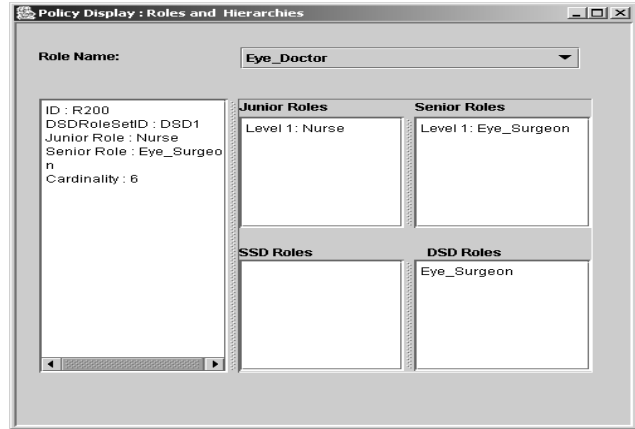 Policy Display : Roles and Hierarchies
Role Name:
Eye_Doctor
ID : R200
DSDRoleSetID : DSD1
Junior Role : Nurse
Senior Role : Eye_Surgeo
n
Cardinality : 6
Junior Roles
Level 1: Nurse
Senior Roles
Level 1: Eye_Surgeon
SSD Roles
DSD Roles
Eye_Surgeon